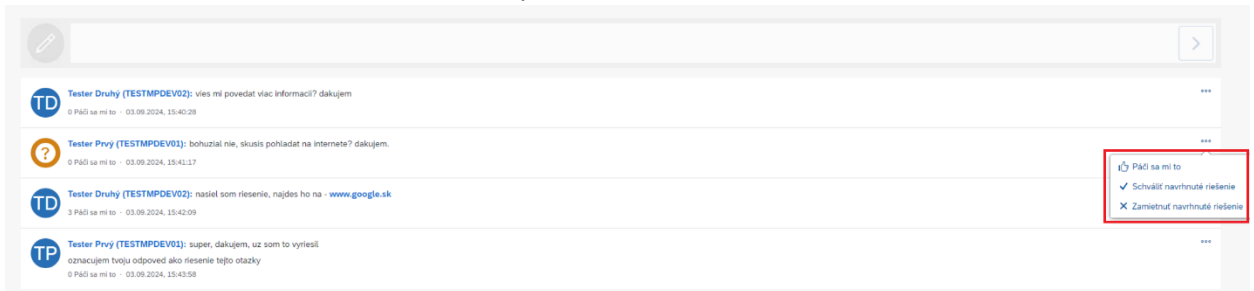 TD
Tester Druhý (TESTMPDEV02): vies mi povedat viac informacii? dakujem
0 Páči sa mi to · 03.09.2024, 15:40:28
?
Tester Prvý (TESTMPDEV01): bohuzial nie, skusis pohladat na internete? dakujem.
0 Páči sa mi to · 03.09.2024, 15:41:17
Páči sa mi to
Schváliť navrhnuté riešenie
Zamietnuť navrhnuté riešenie
TD
Tester Druhý (TESTMPDEV02): nasiel som riesenie, najdes ho na - www.google.sk
3 Páči sa mi to · 03.09.2024, 15:42:09
TP
Tester Prvý (TESTMPDEV01): super, dakujem, uz som to vyriesil
oznacujem tvoju odpoved ako riesenie tejto otazky
0 Páči sa mi to · 03.09.2024, 15:43:58